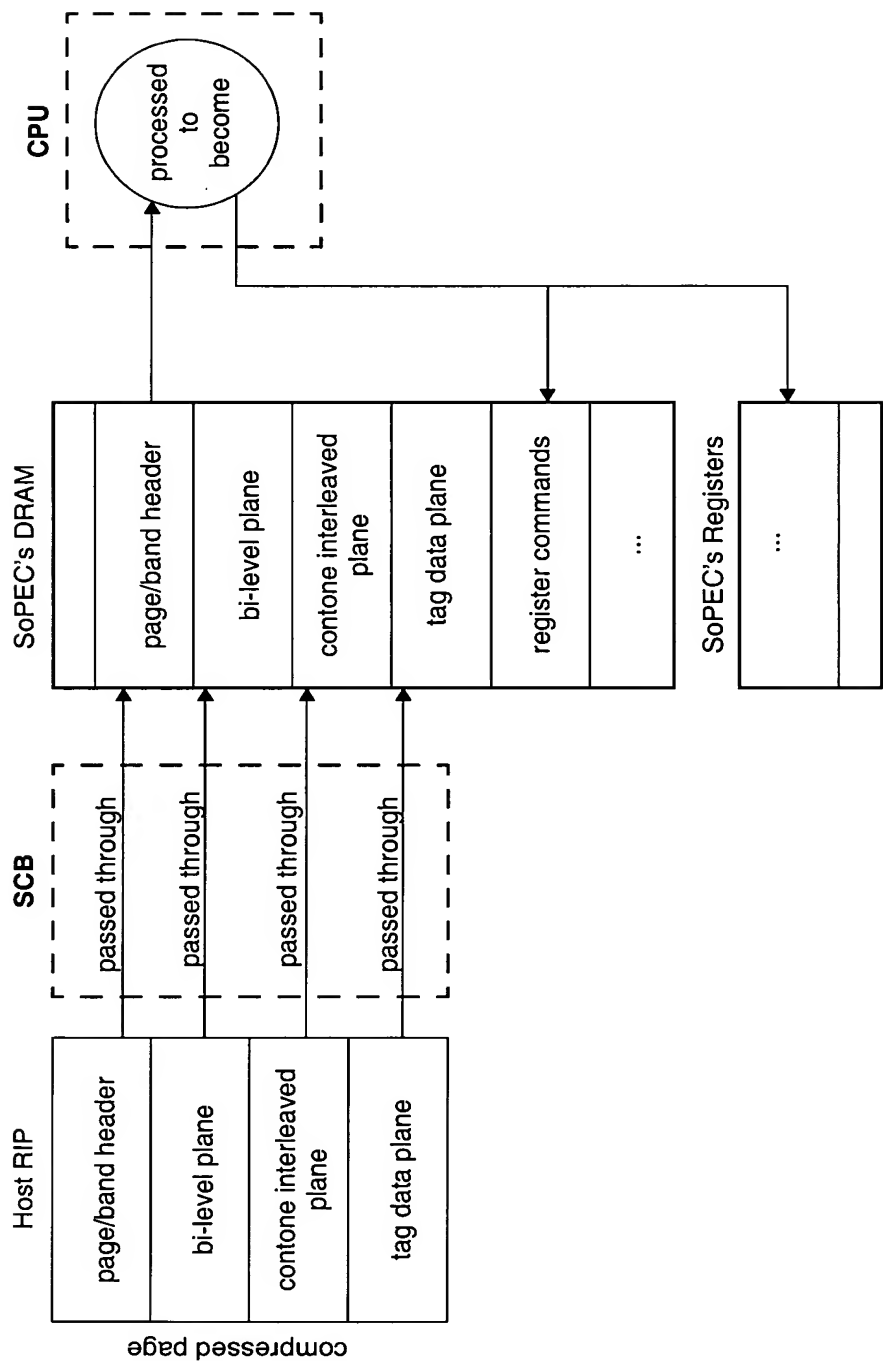 Host RIP
compressed page
page/band header
bi-level plane
contone interleaved
plane
tag data plane
SCB
passed through
passed through
passed through
passed through
SoPEC's DRAM
page/band header
bi-level plane
contone interleaved
plane
tag data plane
register commands
...
CPU
processed
to
become
SoPEC's Registers
...